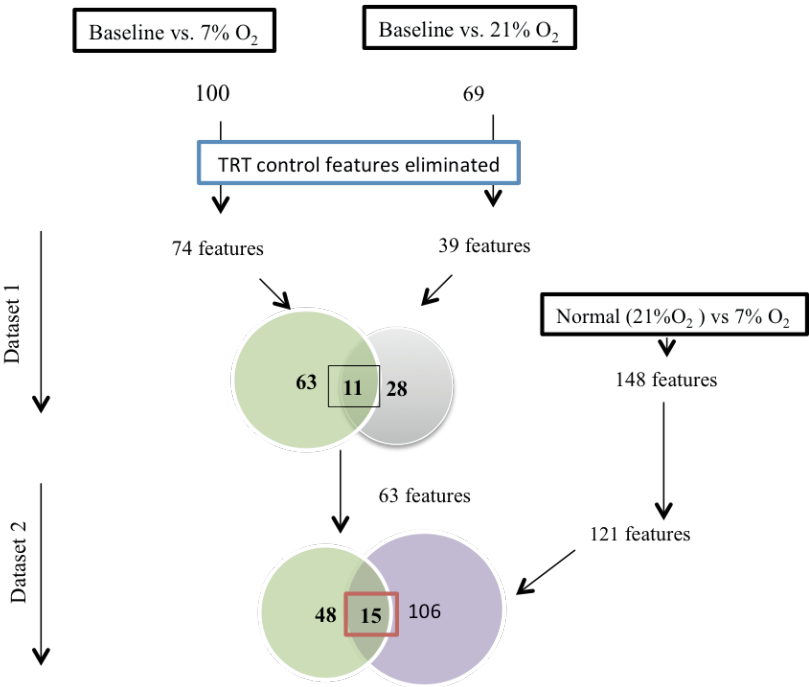 Baseline vs. 7% O₂
Baseline vs. 21% O₂
100
69
TRT control features eliminated
74 features
39 features
Dataset 1
Normal (21%O₂ ) vs 7% O₂
148 features
63
11
28
63 features
Dataset 2
121 features
48
15
106